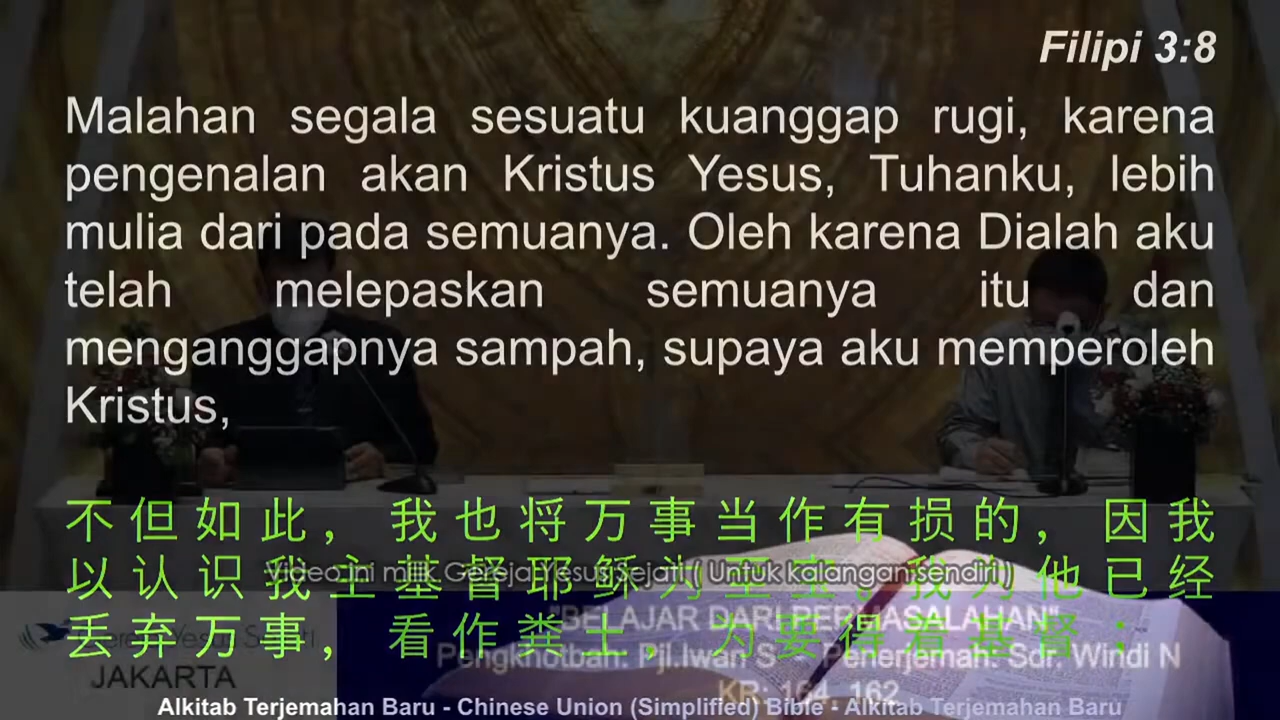 Filipi 3:8
Malahan segala sesuatu kuanggap rugi, karena
pengenalan akan Kristus Yesus, Tuhanku, lebih
mulia dari pada semuanya. Oleh karena Dialah aku
telah melepaskan semuanya itu dan
menganggapnya sampah, supaya aku memperoleh
Kristus,
不但如此，我也将万事当作有损的，因我
以认识我主基督耶稣为至宝。我为他已经
丢弃万事，看作粪土，为要得着基督；
Video ini milik Gereja Yesus Sejati ( Untuk kalangan sendiri )
Gereja Yesus Sejati
JAKARTA
"BELAJAR DARI PERMASALAHAN"
Pengkhotbah: Pjl.Iwan S - Penerjemah: Sdr. Windi N
KR: 164, 162
Alkitab Terjemahan Baru - Chinese Union (Simplified) Bible - Alkitab Terjemahan Baru